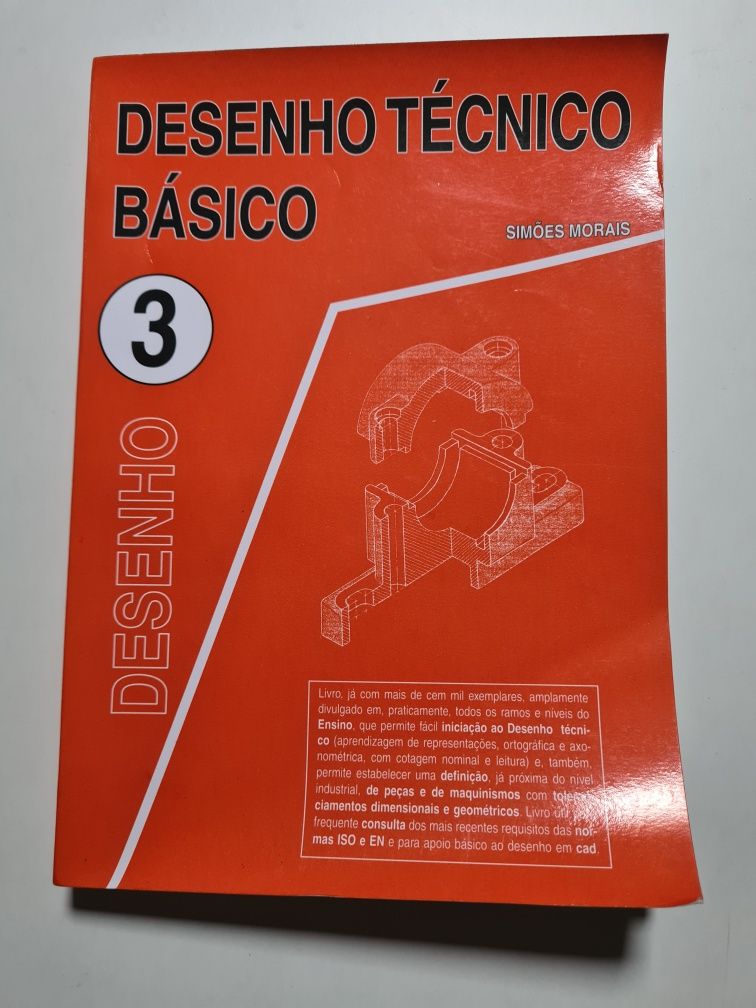 DESENHO TÉCNICO
BÁSICO
SIMÕES MORAIS
3
DESENHO
Livro, já com mais de cem mil exemplares, amplamente
divulgado em, praticamente, todos os ramos e níveis do
Ensino, que permite fácil iniciação ao Desenho técni-
co (aprendizagem de representações, ortográfica e axo-
nométrica, com cotagem nominal e leitura) e, também,
permite estabelecer uma definição, já próxima do nível
industrial, de peças e de maquinismos com
ciamentos dimensionais e geométricos. Livro
frequente consulta dos mais recentes requisitos das nor-
mas ISO e EN e para apoio básico ao desenho em cad.